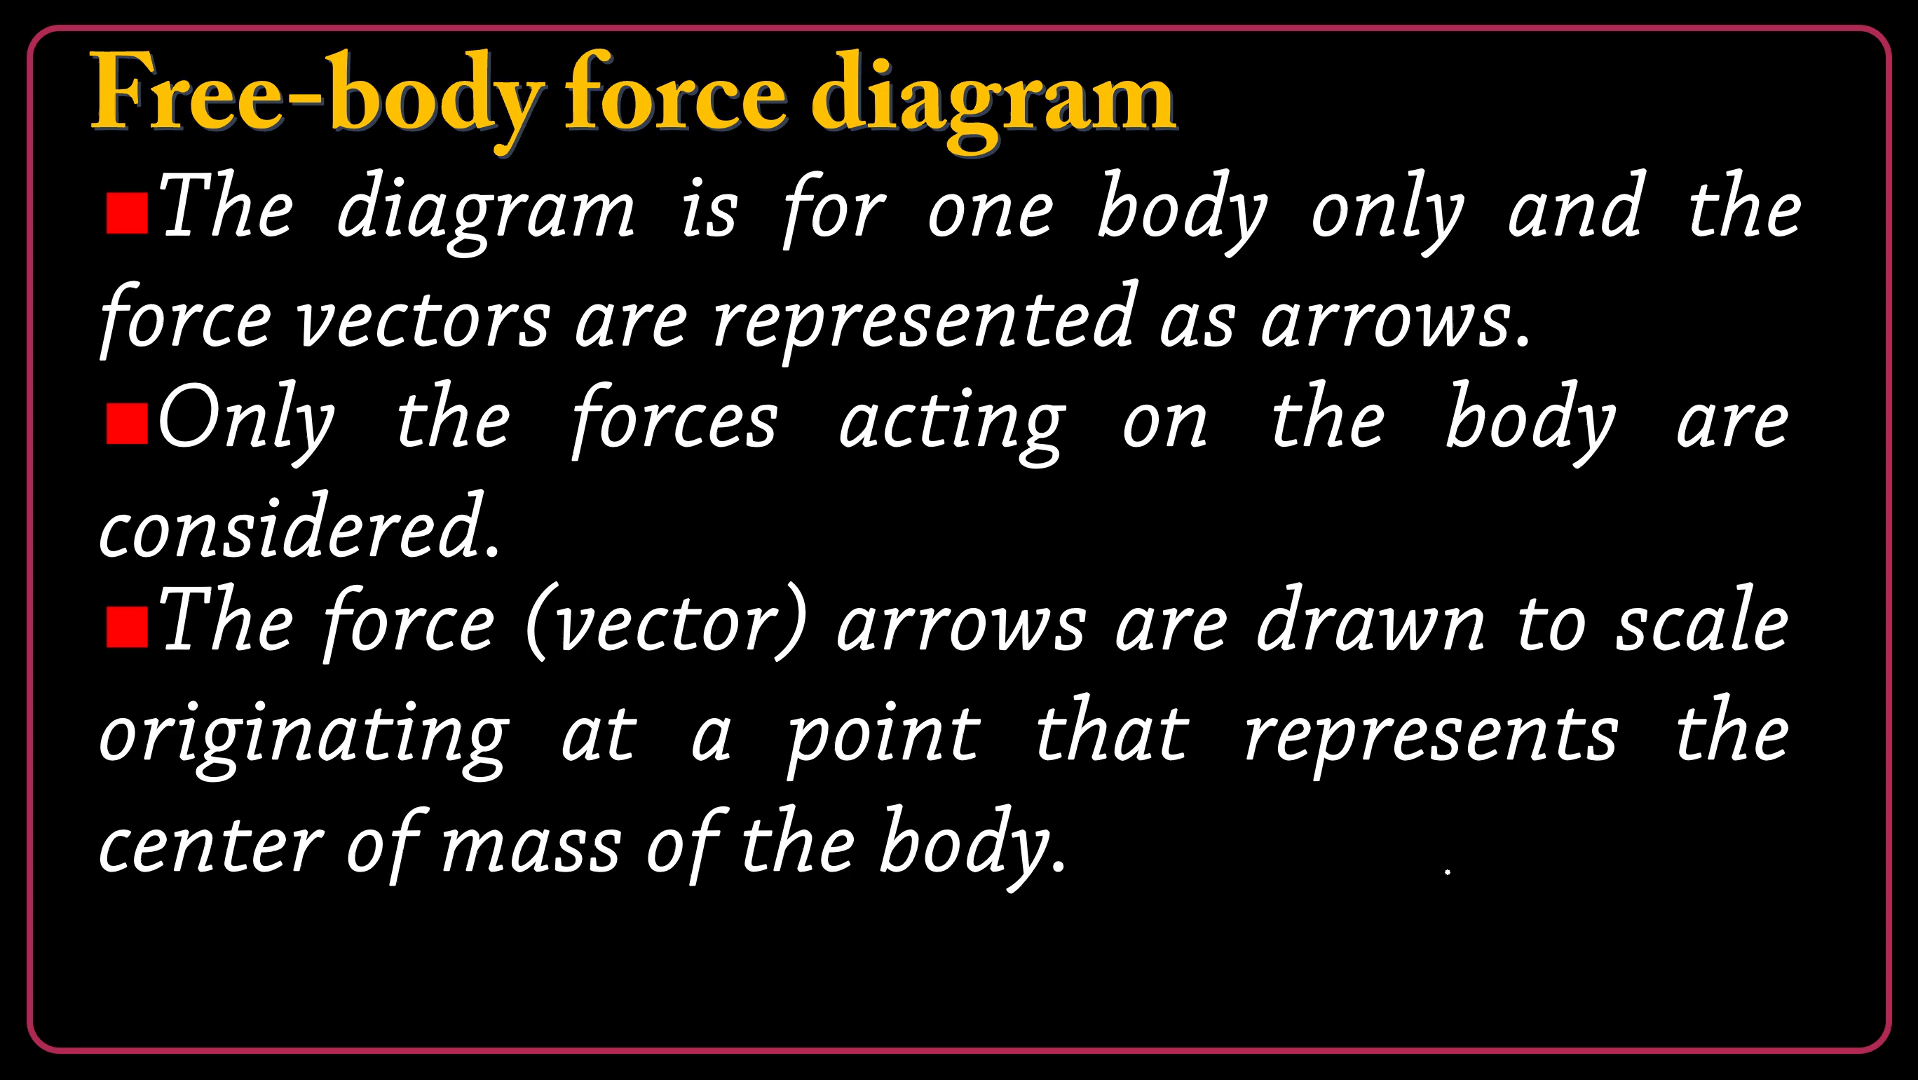 Free-body force diagram
■The diagram is for one body only and the
force vectors are represented as arrows.
■Only the forces acting on the body are
considered.
■The force (vector) arrows are drawn to scale
originating at a point that represents the
center of mass of the body.
.